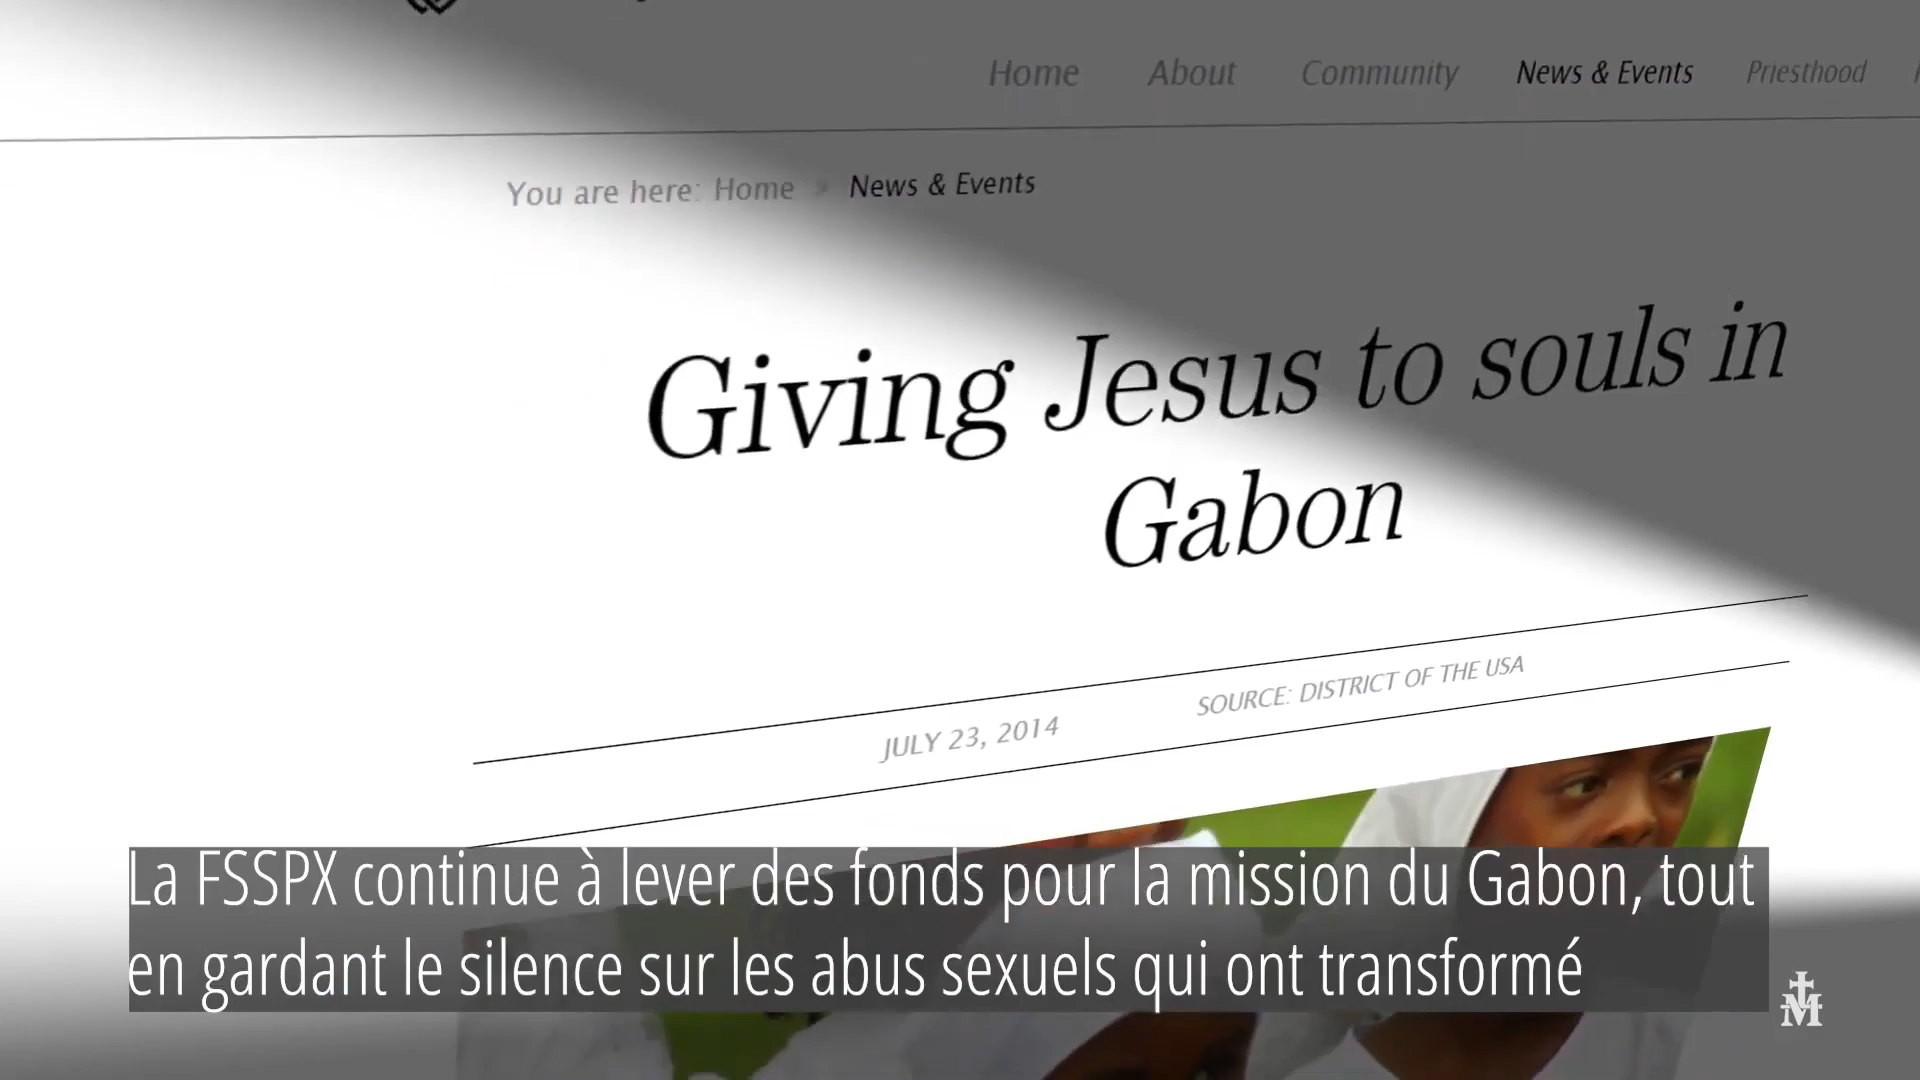 Home About Community News & Events Priesthood
You are here: Home » News & Events
Giving Jesus to souls in
Gabon
JULY 23, 2014 SOURCE: DISTRICT OF THE USA
La FSSPX continue à lever des fonds pour la mission du Gabon, tout
en gardant le silence sur les abus sexuels qui ont transformé